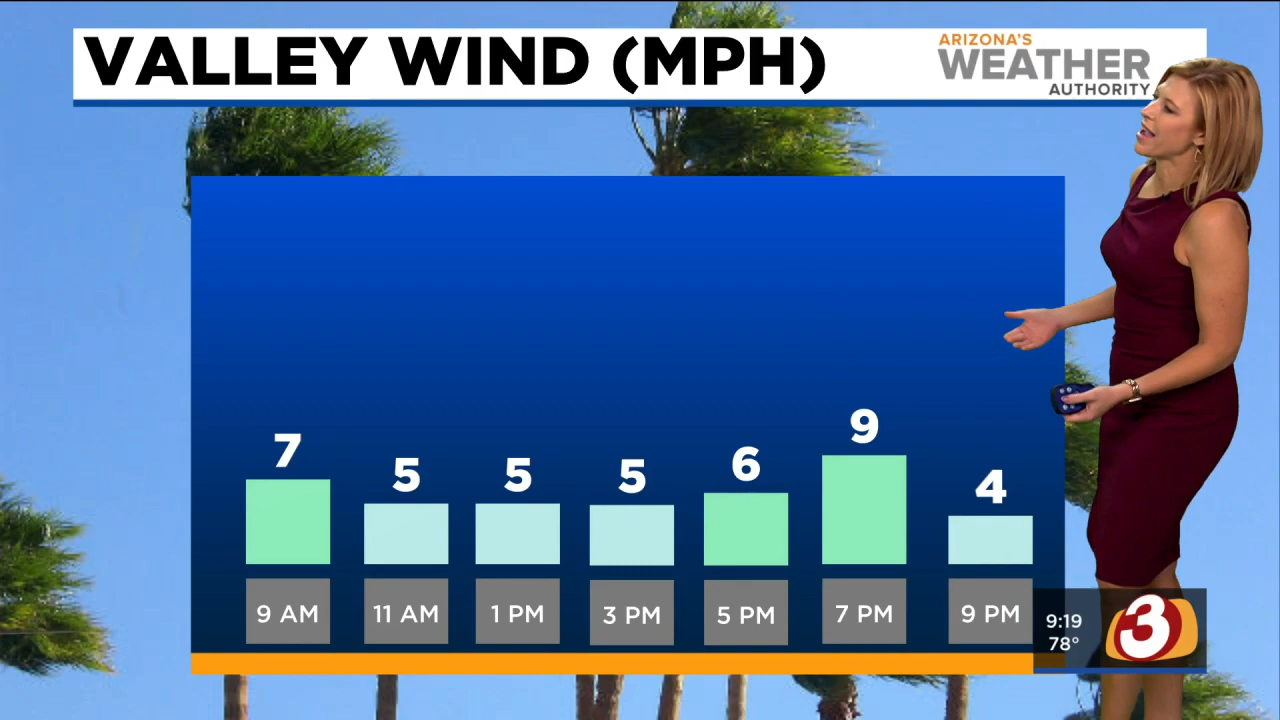 VALLEY WIND (MPH)
ARIZONA'S
WEATHER
AUTHORITY
7 5 5 5 6 9 4
9 AM 11 AM 1 PM 3 PM 5 PM 7 PM 9 PM
9:19
78°
3